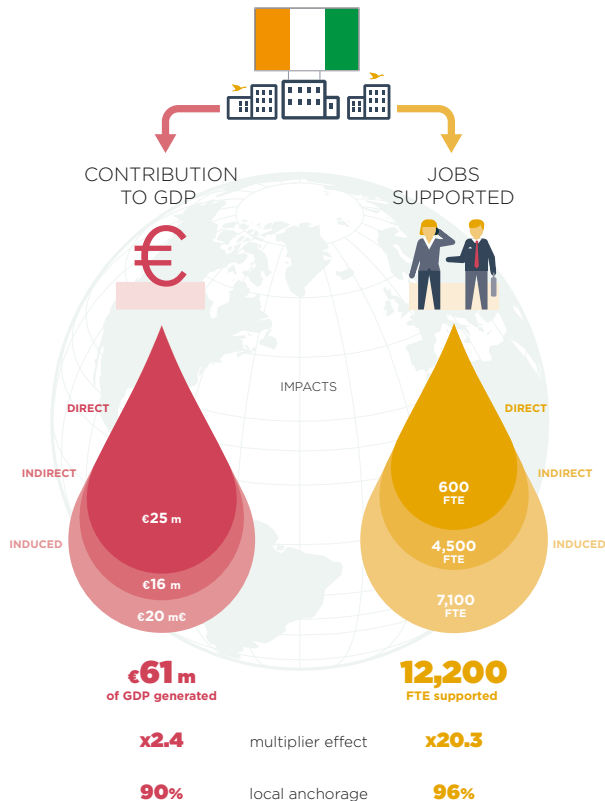 CONTRIBUTION
TO GDP
JOBS
SUPPORTED
€
IMPACTS
DIRECT
DIRECT
INDIRECT
INDIRECT
INDUCED
INDUCED
€25 m
€16 m
€20 m€
600
FTE
4,500
FTE
7,100
FTE
€61 m
of GDP generated
12,200
FTE supported
x2.4
multiplier effect
x20.3
90%
local anchorage
96%